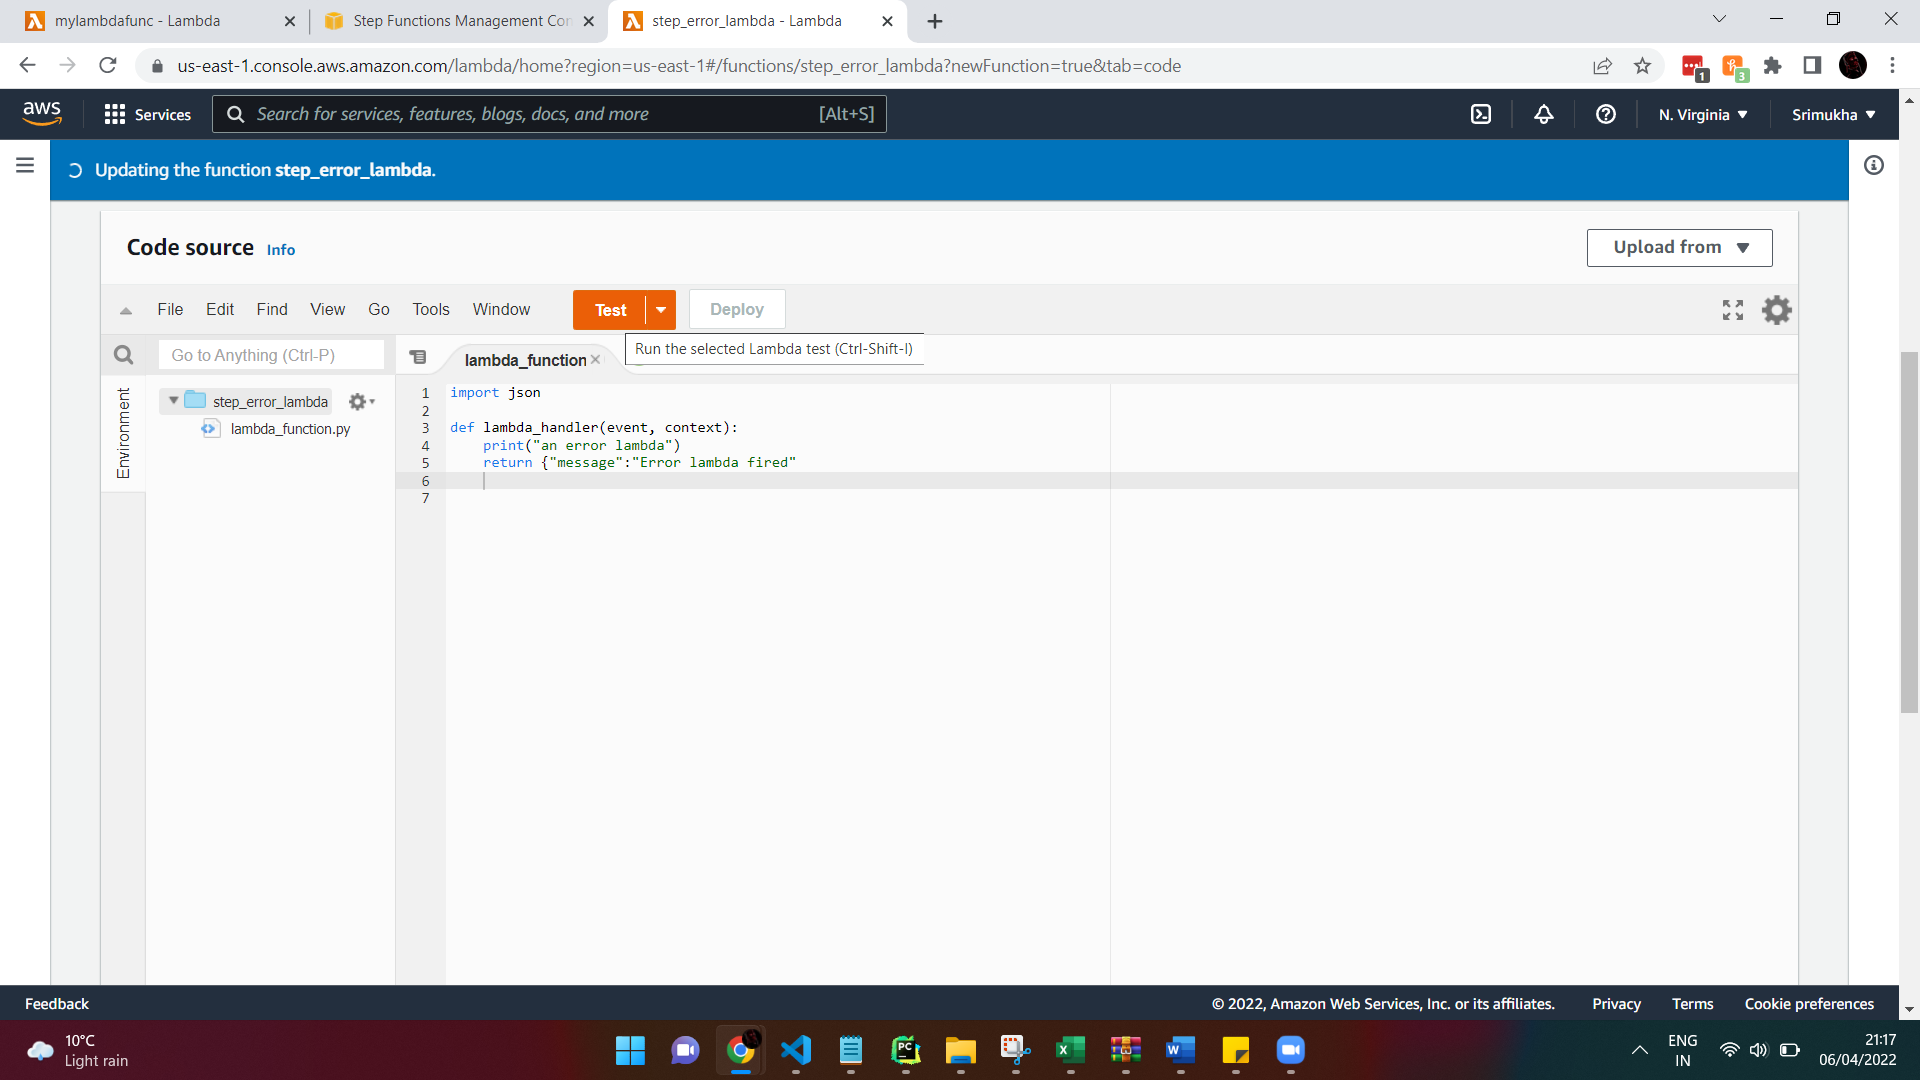 mylambdafunc - Lambda
Step Functions Management Con
step_error_lambda - Lambda
us-east-1.console.aws.amazon.com/lambda/home?region=us-east-1#/functions/step_error_lambda?newFunction=true&tab=code
1
3
aws
Services
Search for services, features, blogs, docs, and more
[Alt+S]
N. Virginia
Srimukha
Updating the function step_error_lambda.
Code source Info
Upload from
File Edit Find View Go Tools Window
Test
Deploy
Go to Anything (Ctrl-P)
lambda_function
Run the selected Lambda test (Ctrl-Shift-I)
Environment
step_error_lambda
lambda_function.py
1 import json
2
3 def lambda_handler(event, context):
4     print("an error lambda")
5     return {"message":"Error lambda fired"
6
7
Feedback
© 2022, Amazon Web Services, Inc. or its affiliates.
Privacy
Terms
Cookie preferences
10°C
Light rain
PC
X
W
ENG
IN
21:17
06/04/2022